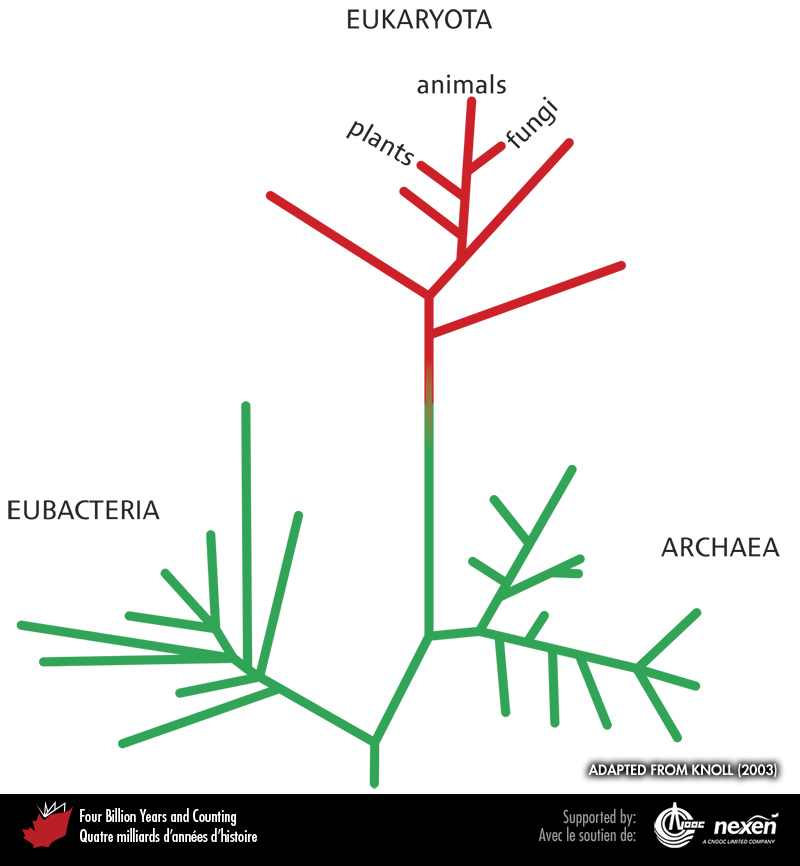 EUKARYOTA
animals
plants
fungi
EUBACTERIA
ARCHAEA
ADAPTED FROM KNOLL (2003)
Four Billion Years and Counting
Quatre milliards d'années d'histoire
Supported by:
Avec le soutien de:
CNOOC nexen
A CNOOC LIMITED COMPANY